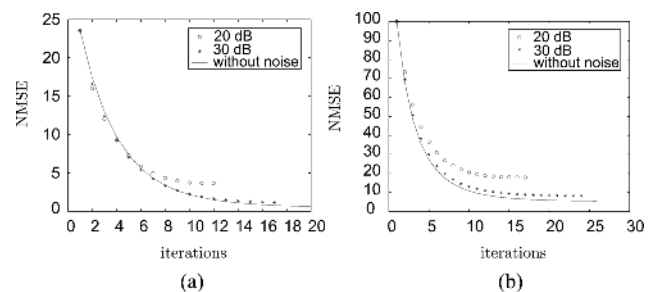 25
20
15
10
5
0
NMSE
20 dB
30 dB
without noise
0 2 4 6 8 10 12 14 16 18 20
iterations
(a)
100
90
80
70
60
50
40
30
20
10
0
NMSE
20 dB
30 dB
without noise
0 5 10 15 20 25 30
iterations
(b)